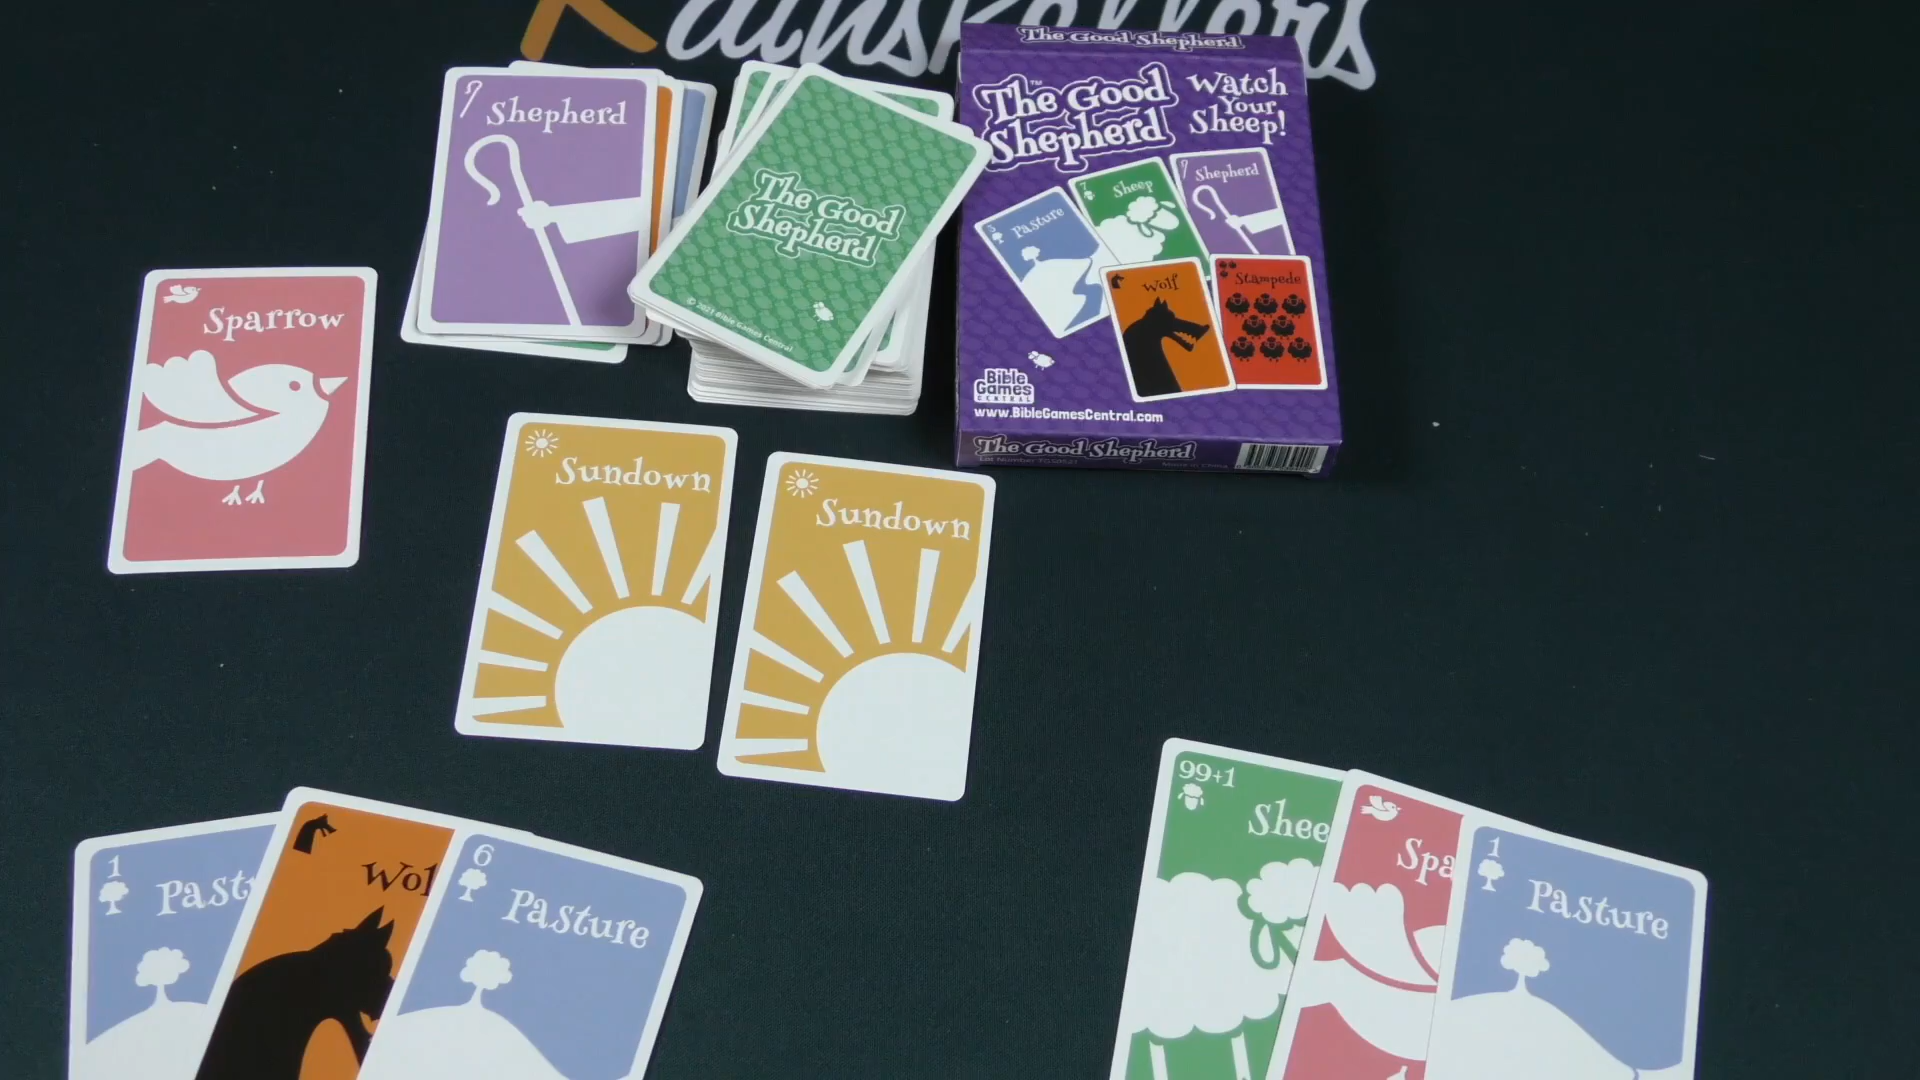 The Good Shepherd
The Good
Shepherd
™
Watch
Your
Sheep!
Pasture
Sheep
7
Shepherd
Wolf
Stampede
Bible
Games
CENTRAL
www.BibleGamesCentral.com
The Good Shepherd
Shepherd
The Good
Shepherd
© 2021 Bible Games Central
Sparrow
Sundown
Sundown
1
Past
Wol
6
Pasture
99+1
Shee
Spa
1
Pasture